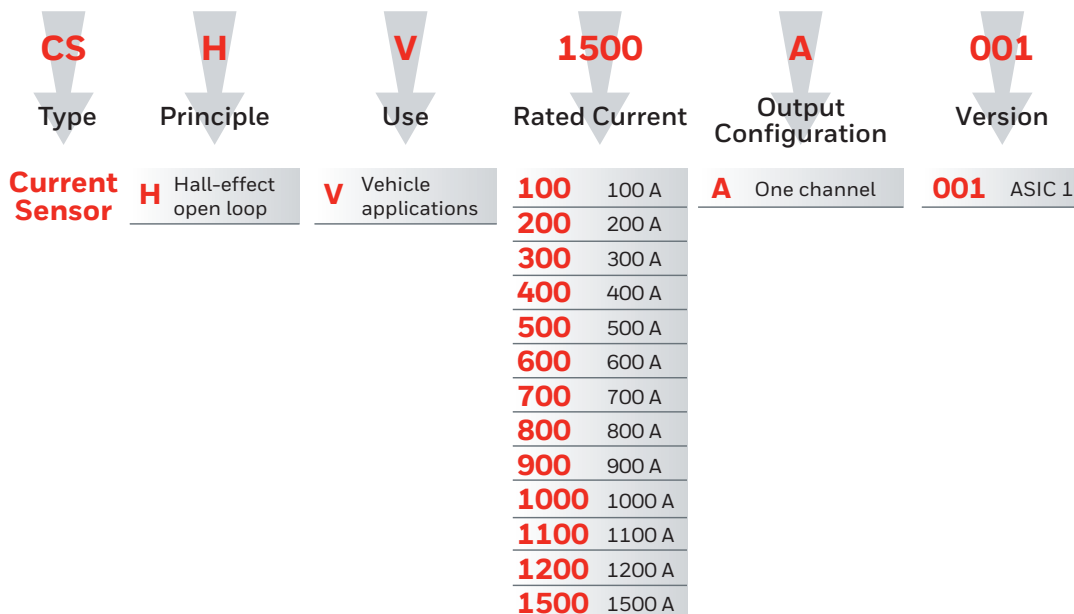 CS H V 1500 A 001
Type Principle Use Rated Current Output Configuration Version
Current Sensor
H Hall-effect open loop
V Vehicle applications
100 100 A
200 200 A
300 300 A
400 400 A
500 500 A
600 600 A
700 700 A
800 800 A
900 900 A
1000 1000 A
1100 1100 A
1200 1200 A
1500 1500 A
A One channel
001 ASIC 1